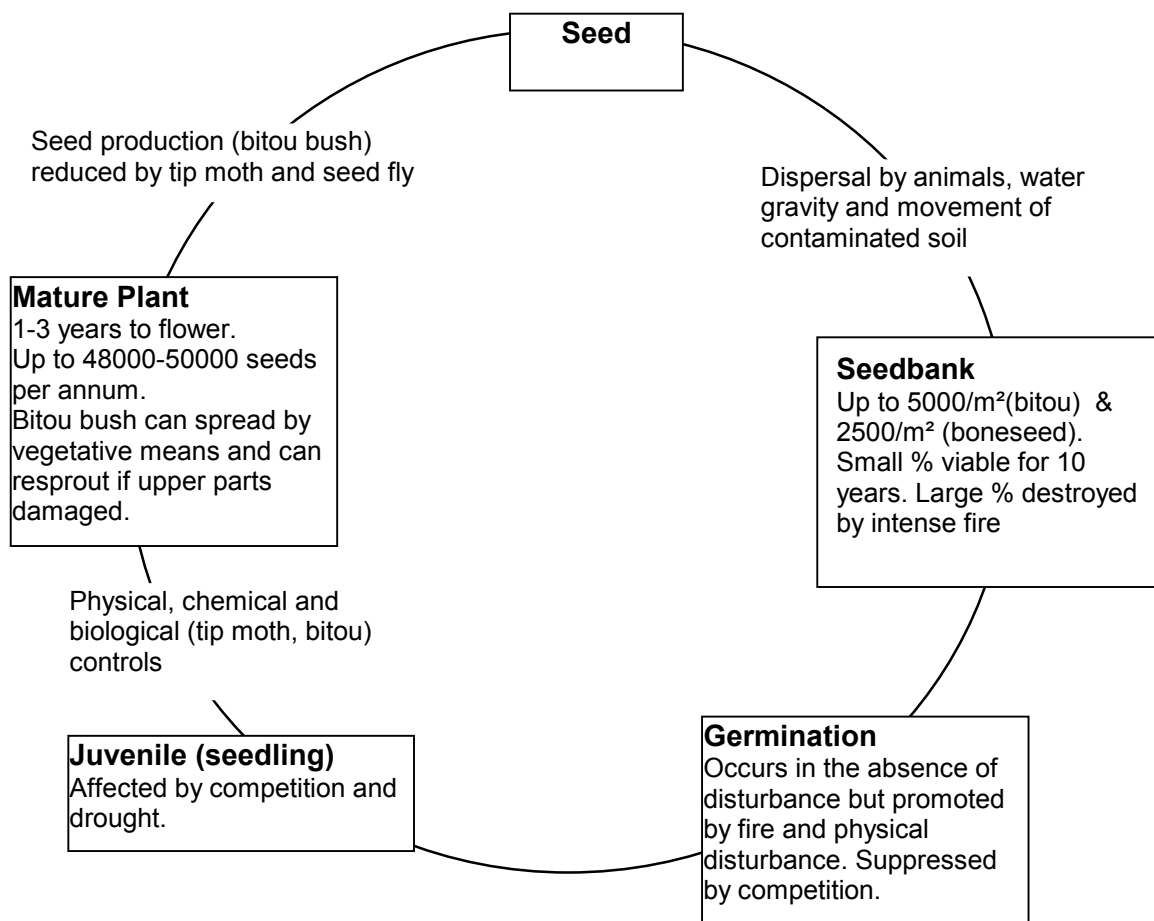 Seed
Seed production (bitou bush)
reduced by tip moth and seed fly
Dispersal by animals, water
gravity and movement of
contaminated soil
Mature Plant
1-3 years to flower.
Up to 48000-50000 seeds
per annum.
Bitou bush can spread by
vegetative means and can
resprout if upper parts
damaged.
Seedbank
Up to 5000/m²(bitou) &
2500/m² (boneseed).
Small % viable for 10
years. Large % destroyed
by intense fire
Physical, chemical and
biological (tip moth, bitou)
controls
Juvenile (seedling)
Affected by competition and
drought.
Germination
Occurs in the absence of
disturbance but promoted
by fire and physical
disturbance. Suppressed
by competition.